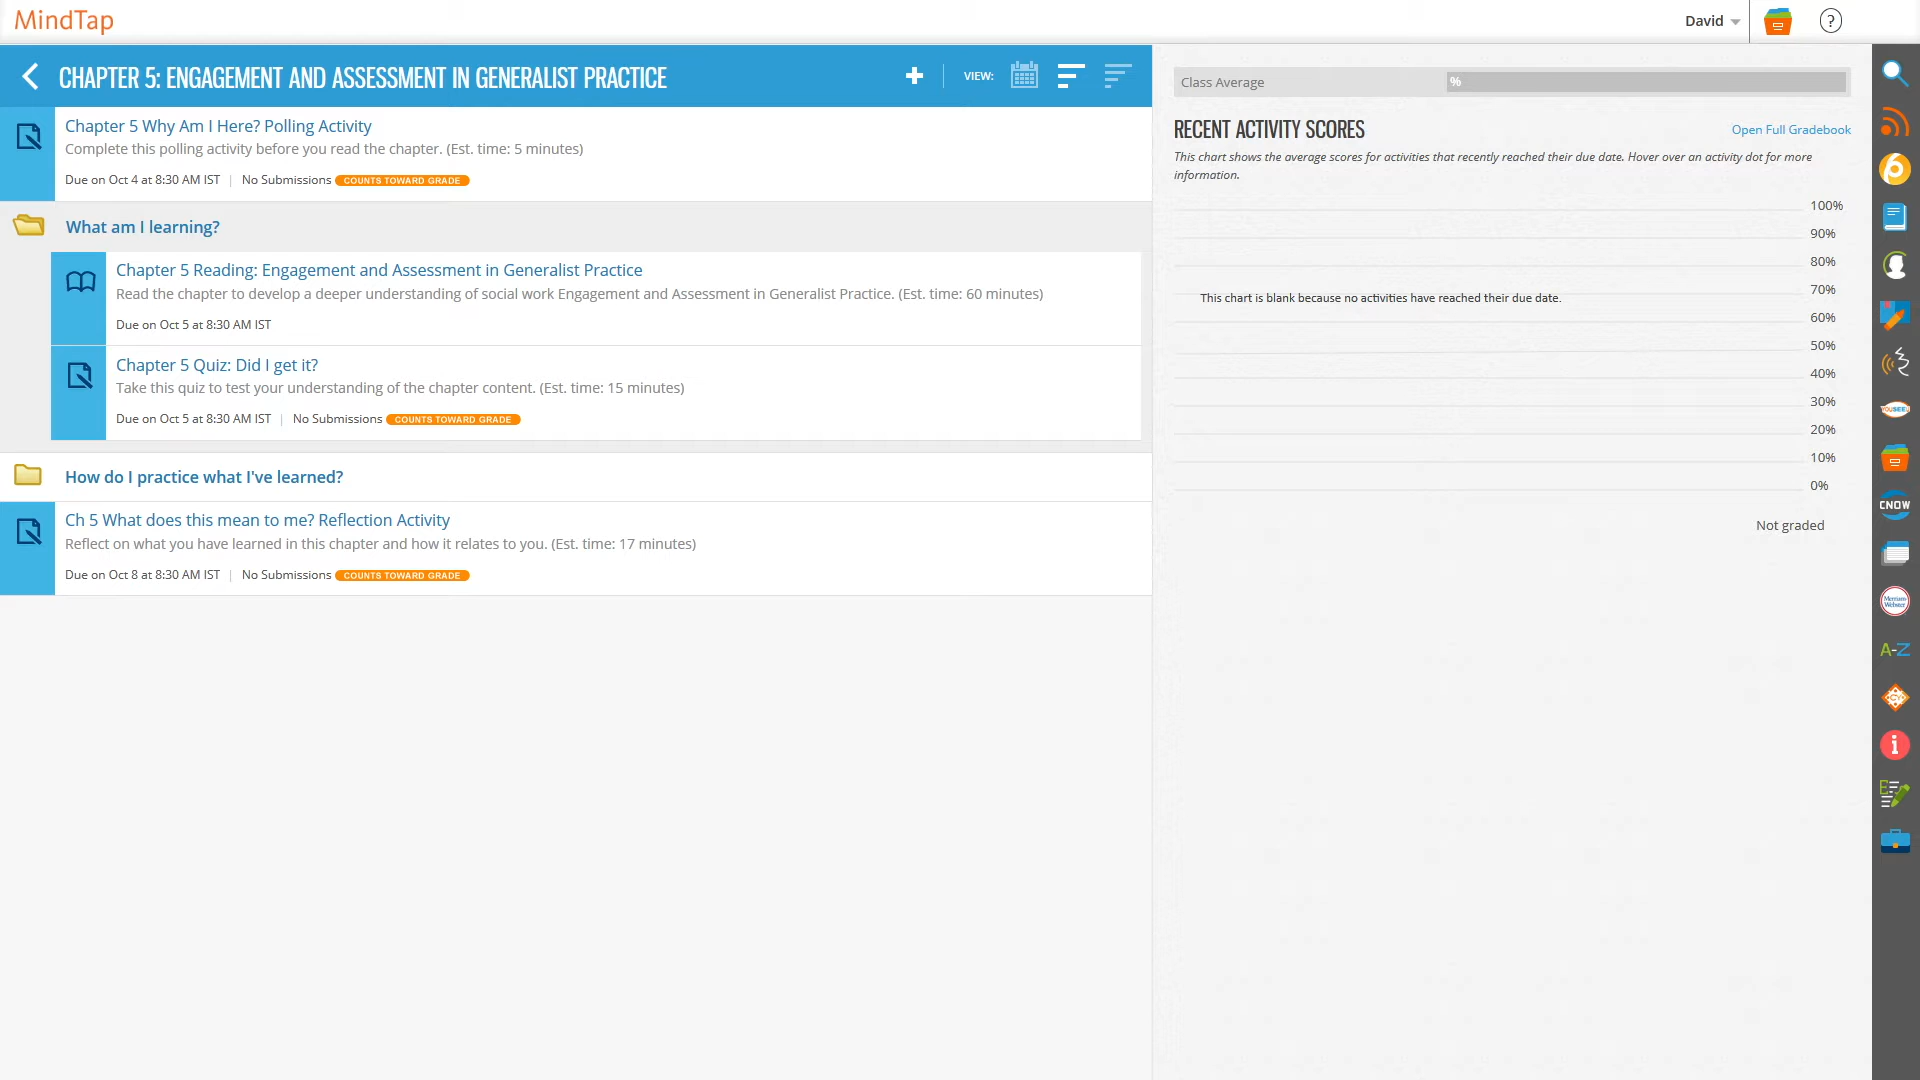 MindTap
David
?
CHAPTER 5: ENGAGEMENT AND ASSESSMENT IN GENERALIST PRACTICE
VIEW:
Chapter 5 Why Am I Here? Polling Activity
Complete this polling activity before you read the chapter. (Est. time: 5 minutes)
Due on Oct 4 at 8:30 AM IST | No Submissions COUNTS TOWARD GRADE
What am I learning?
Chapter 5 Reading: Engagement and Assessment in Generalist Practice
Read the chapter to develop a deeper understanding of social work Engagement and Assessment in Generalist Practice. (Est. time: 60 minutes)
Due on Oct 5 at 8:30 AM IST
Chapter 5 Quiz: Did I get it?
Take this quiz to test your understanding of the chapter content. (Est. time: 15 minutes)
Due on Oct 5 at 8:30 AM IST | No Submissions COUNTS TOWARD GRADE
How do I practice what I've learned?
Ch 5 What does this mean to me? Reflection Activity
Reflect on what you have learned in this chapter and how it relates to you. (Est. time: 17 minutes)
Due on Oct 8 at 8:30 AM IST | No Submissions COUNTS TOWARD GRADE
Class Average %
RECENT ACTIVITY SCORES
Open Full Gradebook
This chart shows the average scores for activities that recently reached their due date. Hover over an activity dot for more
information.
100%
90%
80%
70%
This chart is blank because no activities have reached their due date.
60%
50%
40%
30%
20%
10%
0%
Not graded
YOUSEEU
CNOW
Merriam-
Webster
A-Z